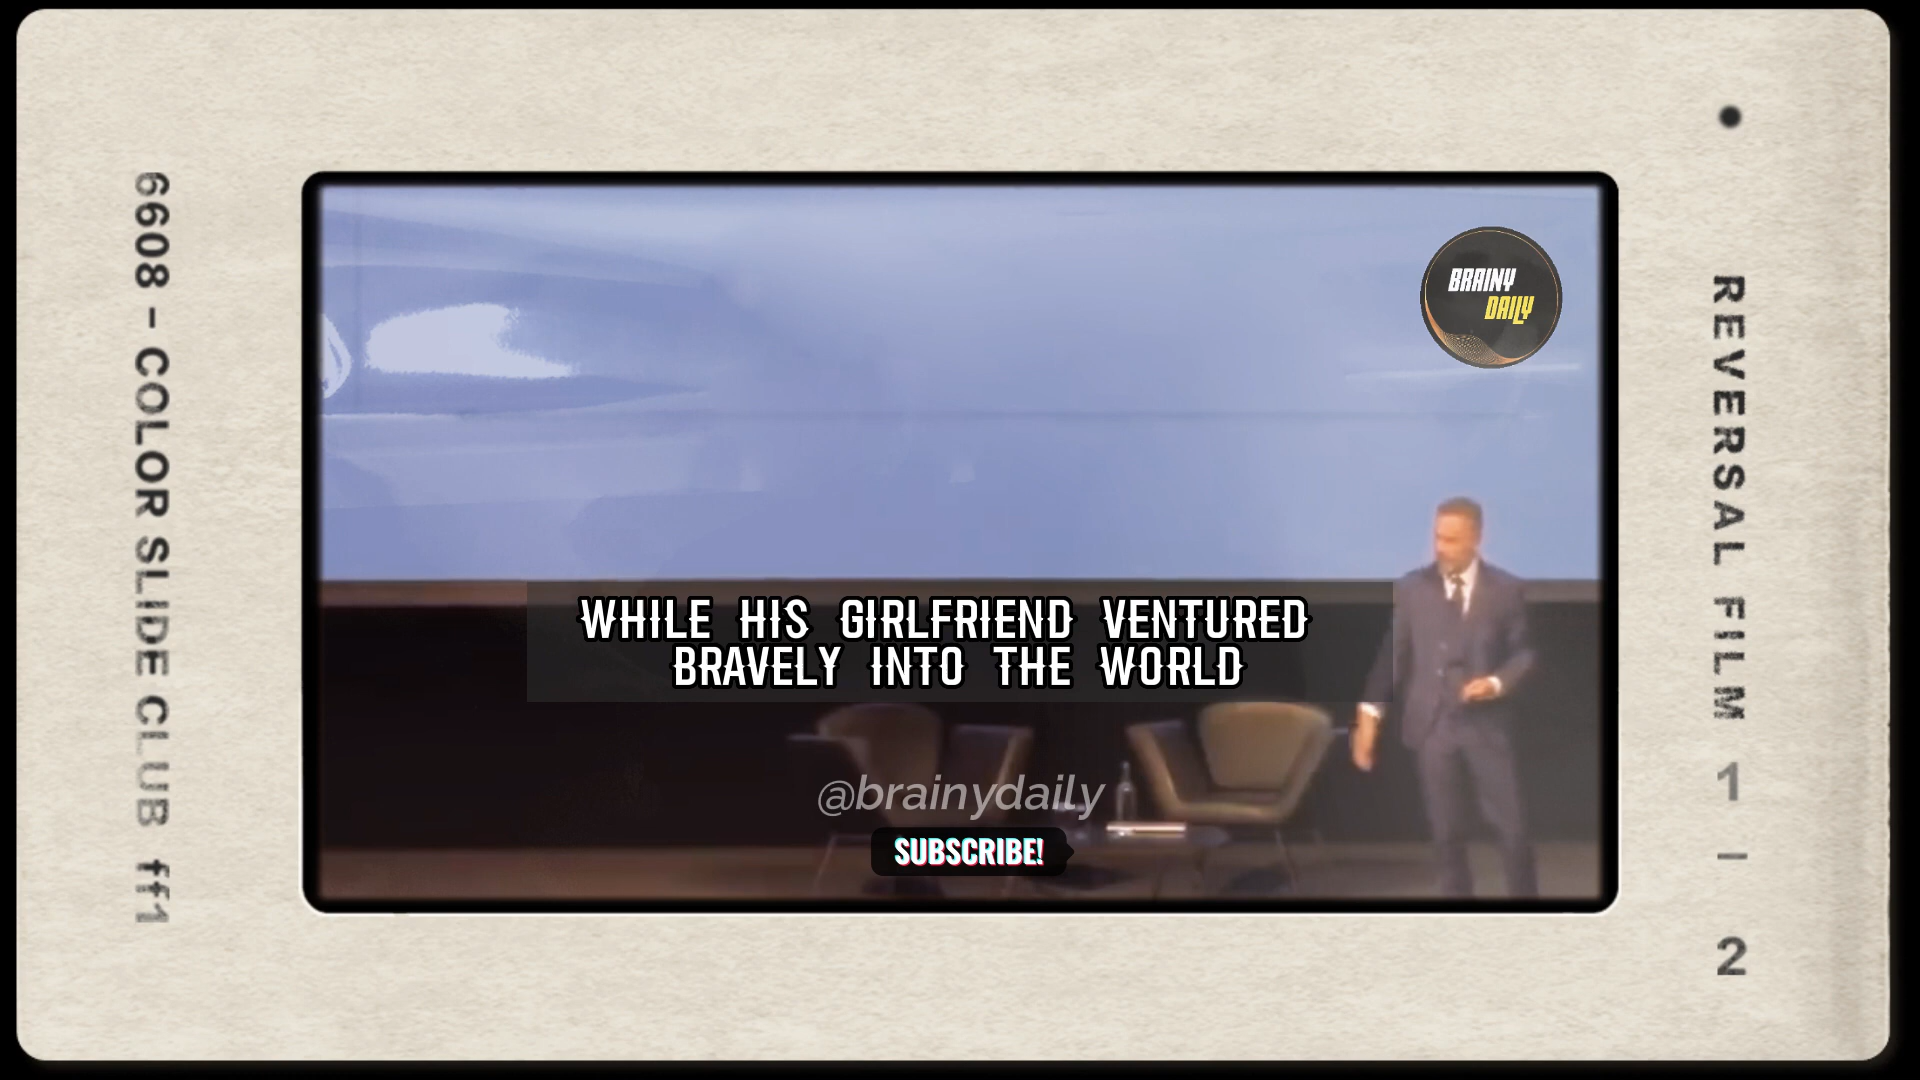 6608 - COLOR SLIDE CLUB ff1
BRAINY
DAILY
WHILE HIS GIRLFRIEND VENTURED
BRAVELY INTO THE WORLD
@brainydaily
SUBSCRIBE!
REVERSAL FILM 1 - 2